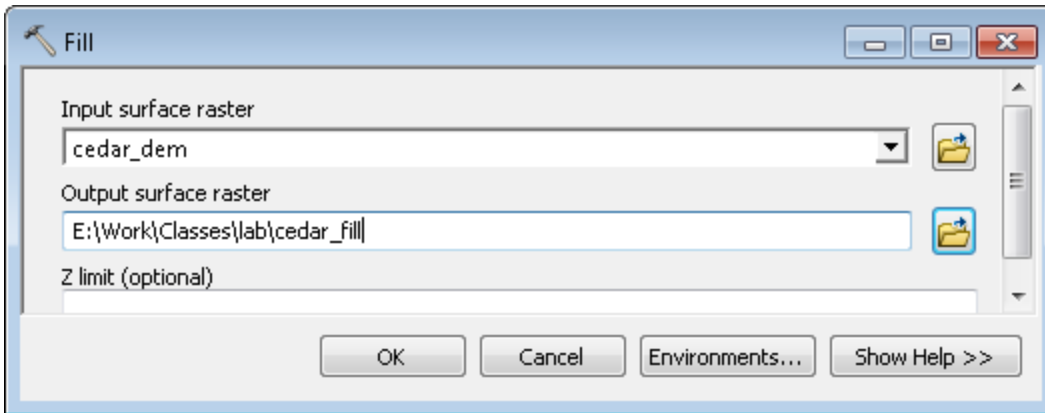 Fill
Input surface raster
cedar_dem
Output surface raster
E:\Work\Classes\lab\cedar_fill
Z limit (optional)
OK Cancel Environments... Show Help >>